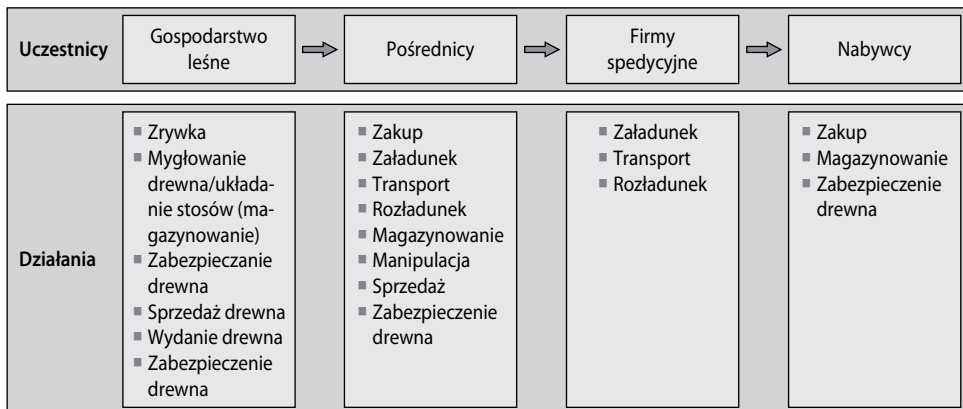 Uczestnicy
Gospodarstwo
leśne
Pośrednicy
Firmy
spedycyjne
Nabywcy
Działania
■ Zrywka
■ Mygłowanie
drewna/układa-
nie stosów (ma-
gazynowanie)
■ Zabezpieczanie
drewna
■ Sprzedaż drewna
■ Wydanie drewna
■ Zabezpieczenie
drewna
■ Zakup
■ Załadunek
■ Transport
■ Rozładunek
■ Magazynowanie
■ Manipulacja
■ Sprzedaż
■ Zabezpieczenie
drewna
■ Załadunek
■ Transport
■ Rozładunek
■ Zakup
■ Magazynowanie
■ Zabezpieczenie
drewna